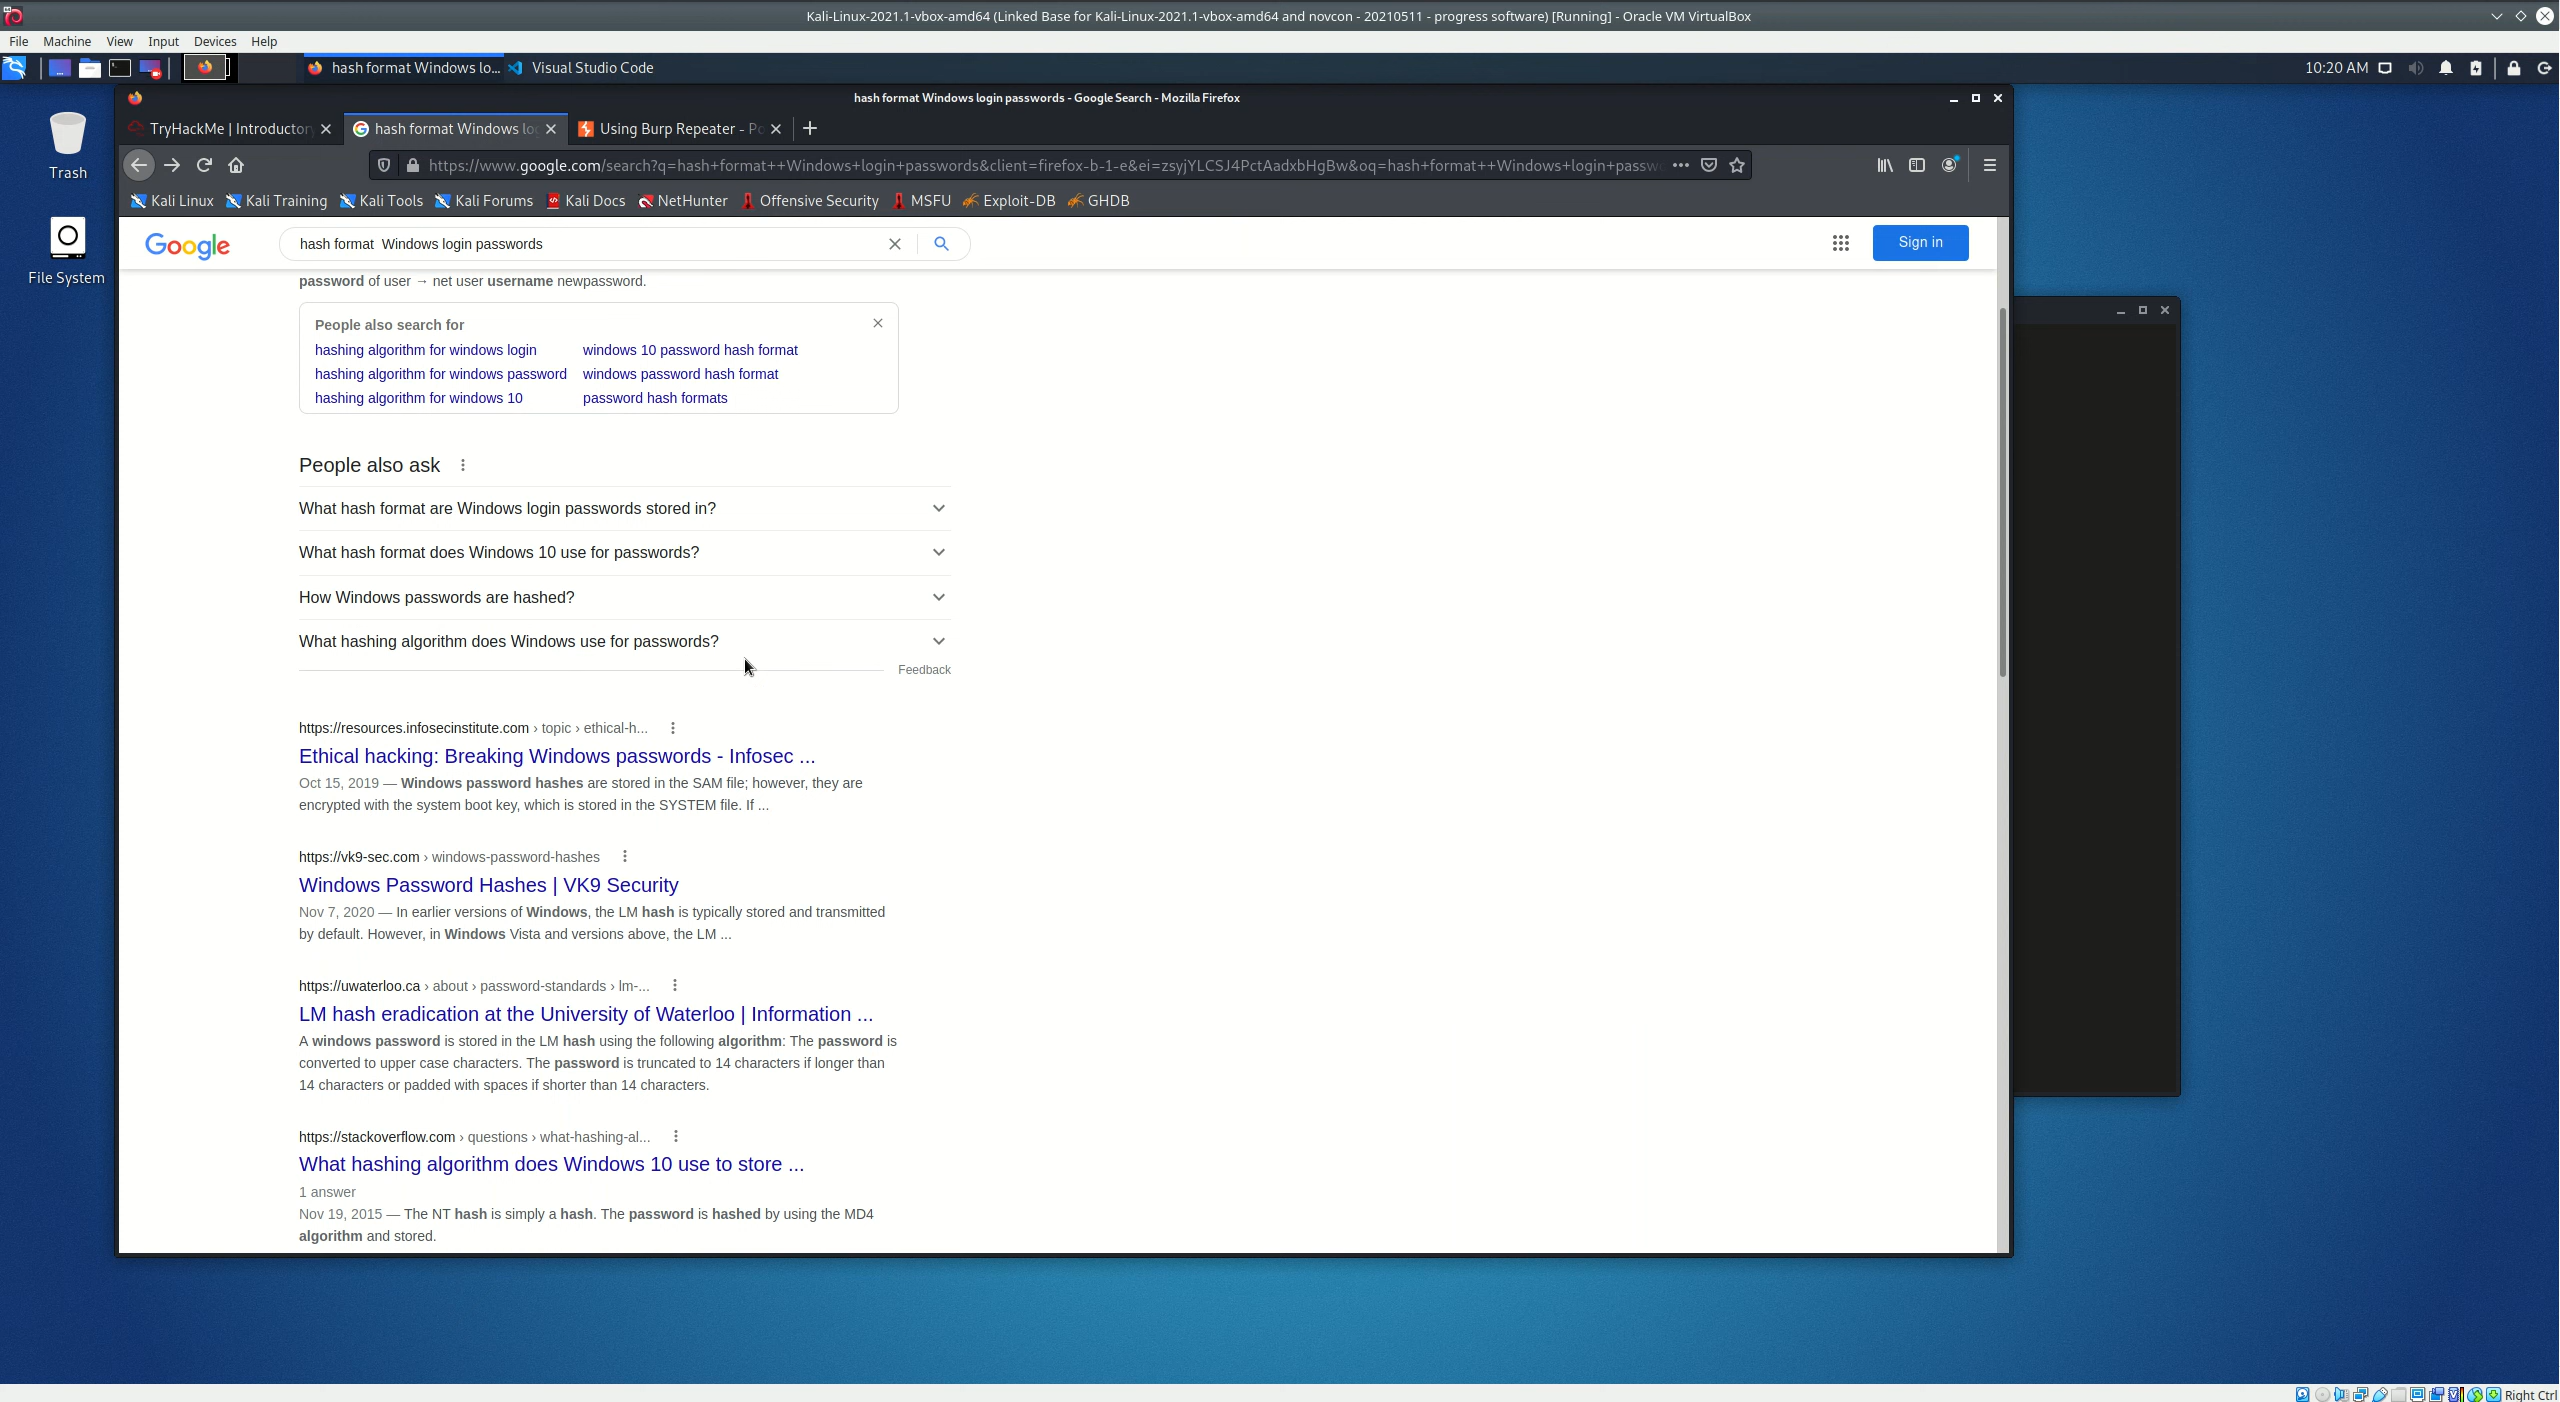 Kali-Linux-2021.1-vbox-amd64 (Linked Base for Kali-Linux-2021.1-vbox-amd64 and novcon - 20210511 - progress software) [Running] - Oracle VM VirtualBox
File Machine View Input Devices Help
hash format Windows lo... Visual Studio Code 10:20 AM
Trash
File System
hash format Windows login passwords - Google Search - Mozilla Firefox
TryHackMe | Introductory hash format Windows log Using Burp Repeater - Po
https://www.google.com/search?q=hash+format++Windows+login+passwords&client=firefox-b-1-e&ei=zsyjYLCSJ4PctAadxbHgBw&oq=hash+format++Windows+login+passw
Kali Linux Kali Training Kali Tools Kali Forums Kali Docs NetHunter Offensive Security MSFU Exploit-DB GHDB
Google hash format  Windows login passwords Sign in
password of user → net user username newpassword.
People also search for
hashing algorithm for windows login windows 10 password hash format
hashing algorithm for windows password windows password hash format
hashing algorithm for windows 10 password hash formats
People also ask
What hash format are Windows login passwords stored in?
What hash format does Windows 10 use for passwords?
How Windows passwords are hashed?
What hashing algorithm does Windows use for passwords?
Feedback
https://resources.infosecinstitute.com › topic › ethical-h...
Ethical hacking: Breaking Windows passwords - Infosec ...
Oct 15, 2019 — Windows password hashes are stored in the SAM file; however, they are
encrypted with the system boot key, which is stored in the SYSTEM file. If ...
https://vk9-sec.com › windows-password-hashes
Windows Password Hashes | VK9 Security
Nov 7, 2020 — In earlier versions of Windows, the LM hash is typically stored and transmitted
by default. However, in Windows Vista and versions above, the LM ...
https://uwaterloo.ca › about › password-standards › lm-...
LM hash eradication at the University of Waterloo | Information ...
A windows password is stored in the LM hash using the following algorithm: The password is
converted to upper case characters. The password is truncated to 14 characters if longer than
14 characters or padded with spaces if shorter than 14 characters.
https://stackoverflow.com › questions › what-hashing-al...
What hashing algorithm does Windows 10 use to store ...
1 answer
Nov 19, 2015 — The NT hash is simply a hash. The password is hashed by using the MD4
algorithm and stored.
Right Ctrl